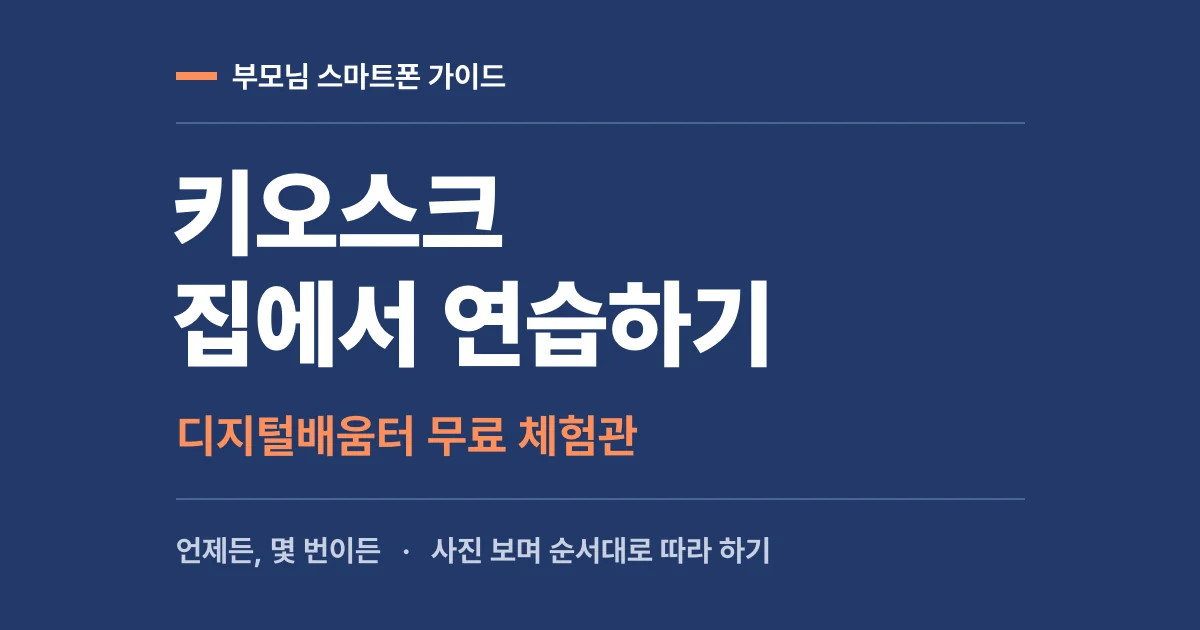 부모님 스마트폰 가이드
키오스크
집에서 연습하기
디지털배움터 무료 체험관
언제든, 몇 번이든 · 사진 보며 순서대로 따라 하기